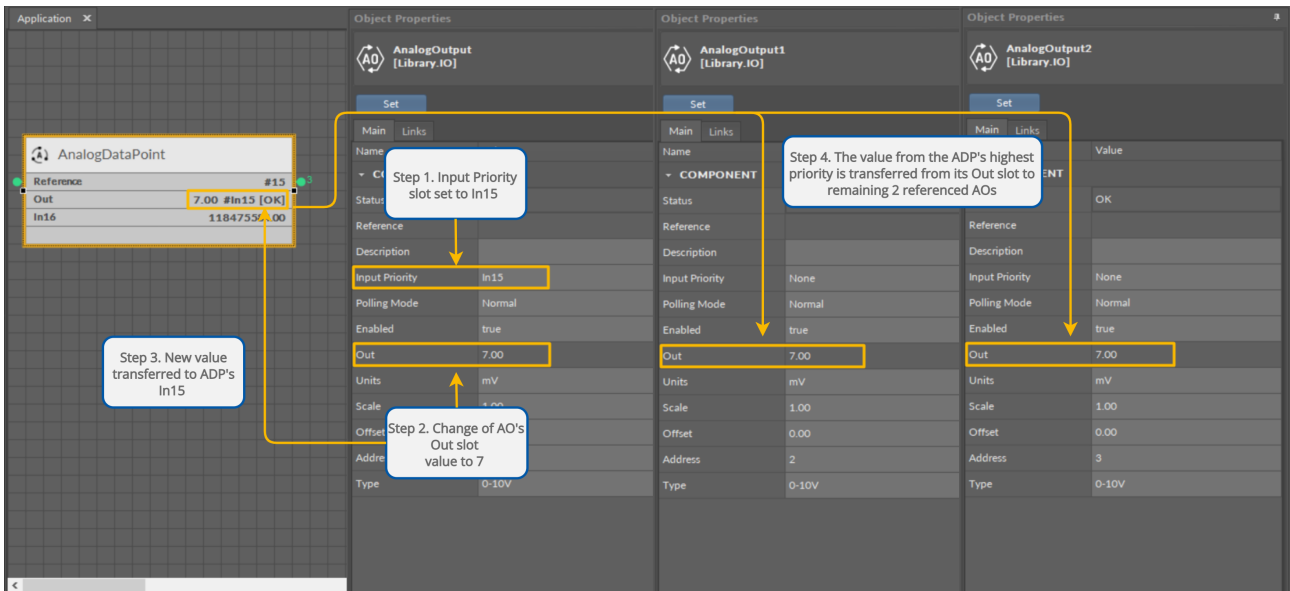 Application ×
AnalogDataPoint
Reference #15
3
Out 7.00 #In15 [OK]
In16
Step 3. New value
transferred to ADP's
In15
<
Object Properties
AO
AnalogOutput
[Library.IO]
Set
Main Links
Name
Step 1. Input Priority
slot set to In15
Status
Reference
Description
Input Priority In15
Polling Mode Normal
Enabled true
Out 7.00
Units mV
Scale 1.00
Step 2. Change of AO's
Out slot
value to 7
Offset
Type 0-10V
Object Properties
AO
AnalogOutput1
[Library.IO]
Set
Main Links
Name
COMPONENT
Status
Reference
Description
Input Priority None
Polling Mode Normal
Enabled true
Out 7.00
Units mV
Scale 1.00
Offset 0.00
Address 2
Type 0-10V
Object Properties
AO
AnalogOutput2
[Library.IO]
Set
Main Links
Value
Step 4. The value from the ADP's highest
priority is transferred from its Out slot to
remaining 2 referenced AOs
OK
Reference
Description
Input Priority None
Polling Mode Normal
Enabled true
Out 7.00
Units mV
Scale 1.00
Offset 0.00
Address 3
Type 0-10V